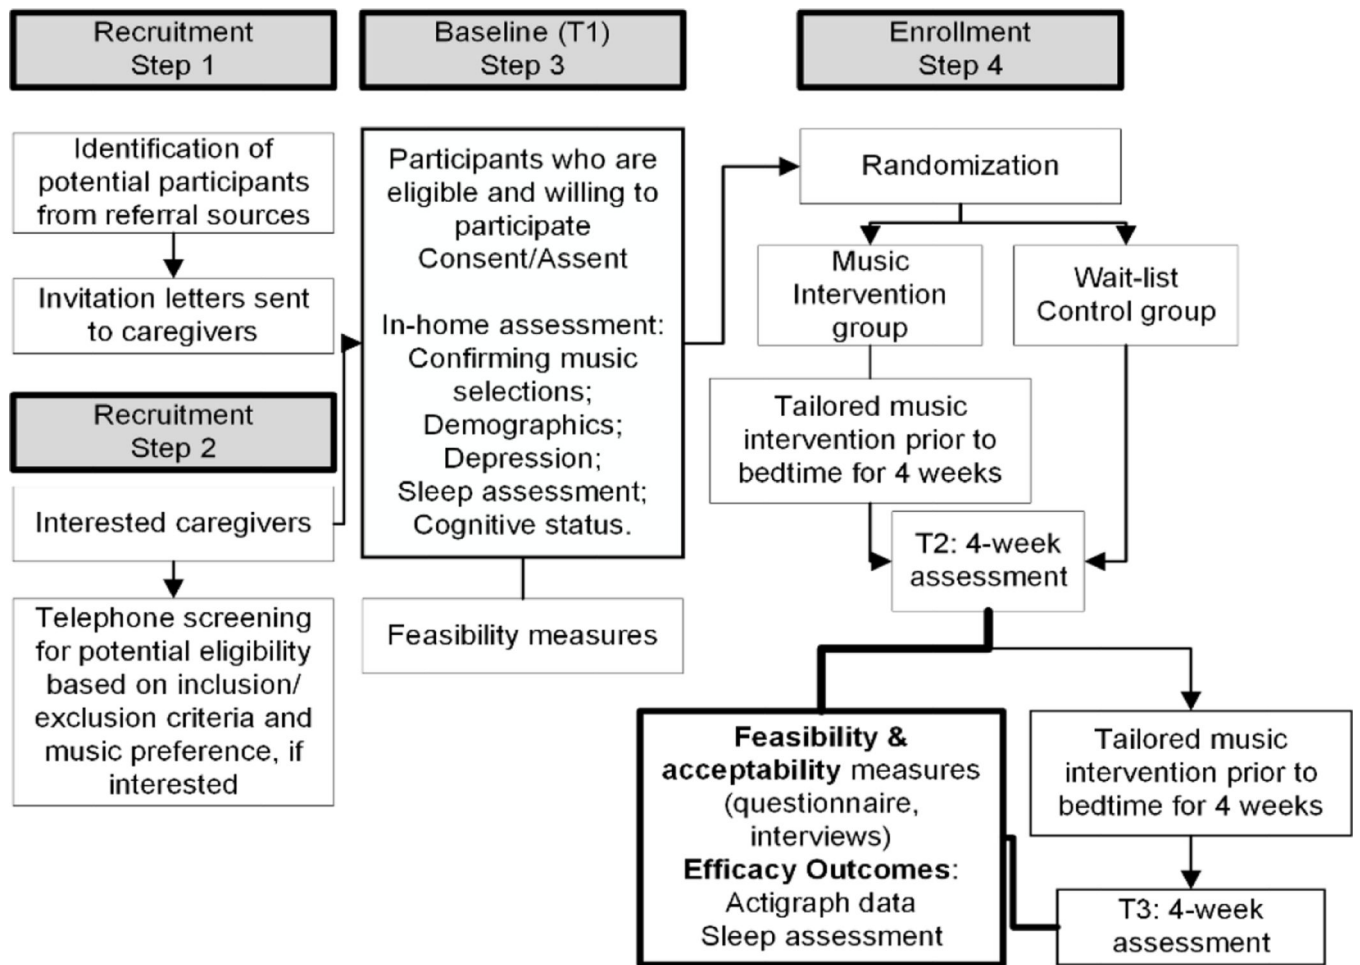 Recruitment
Step 1
Identification of
potential participants
from referral sources
Invitation letters sent
to caregivers
Recruitment
Step 2
Interested caregivers
Telephone screening
for potential eligibility
based on inclusion/
exclusion criteria and
music preference, if
interested
Baseline (T1)
Step 3
Participants who are
eligible and willing to
participate
Consent/Assent
In-home assessment:
Confirming music
selections;
Demographics;
Depression;
Sleep assessment;
Cognitive status.
Feasibility measures
Enrollment
Step 4
Randomization
Music
Intervention
group
Wait-list
Control group
Tailored music
intervention prior to
bedtime for 4 weeks
T2: 4-week
assessment
Feasibility &
acceptability measures
(questionnaire,
interviews)
Efficacy Outcomes:
Actigraph data
Sleep assessment
Tailored music
intervention prior to
bedtime for 4 weeks
T3: 4-week
assessment